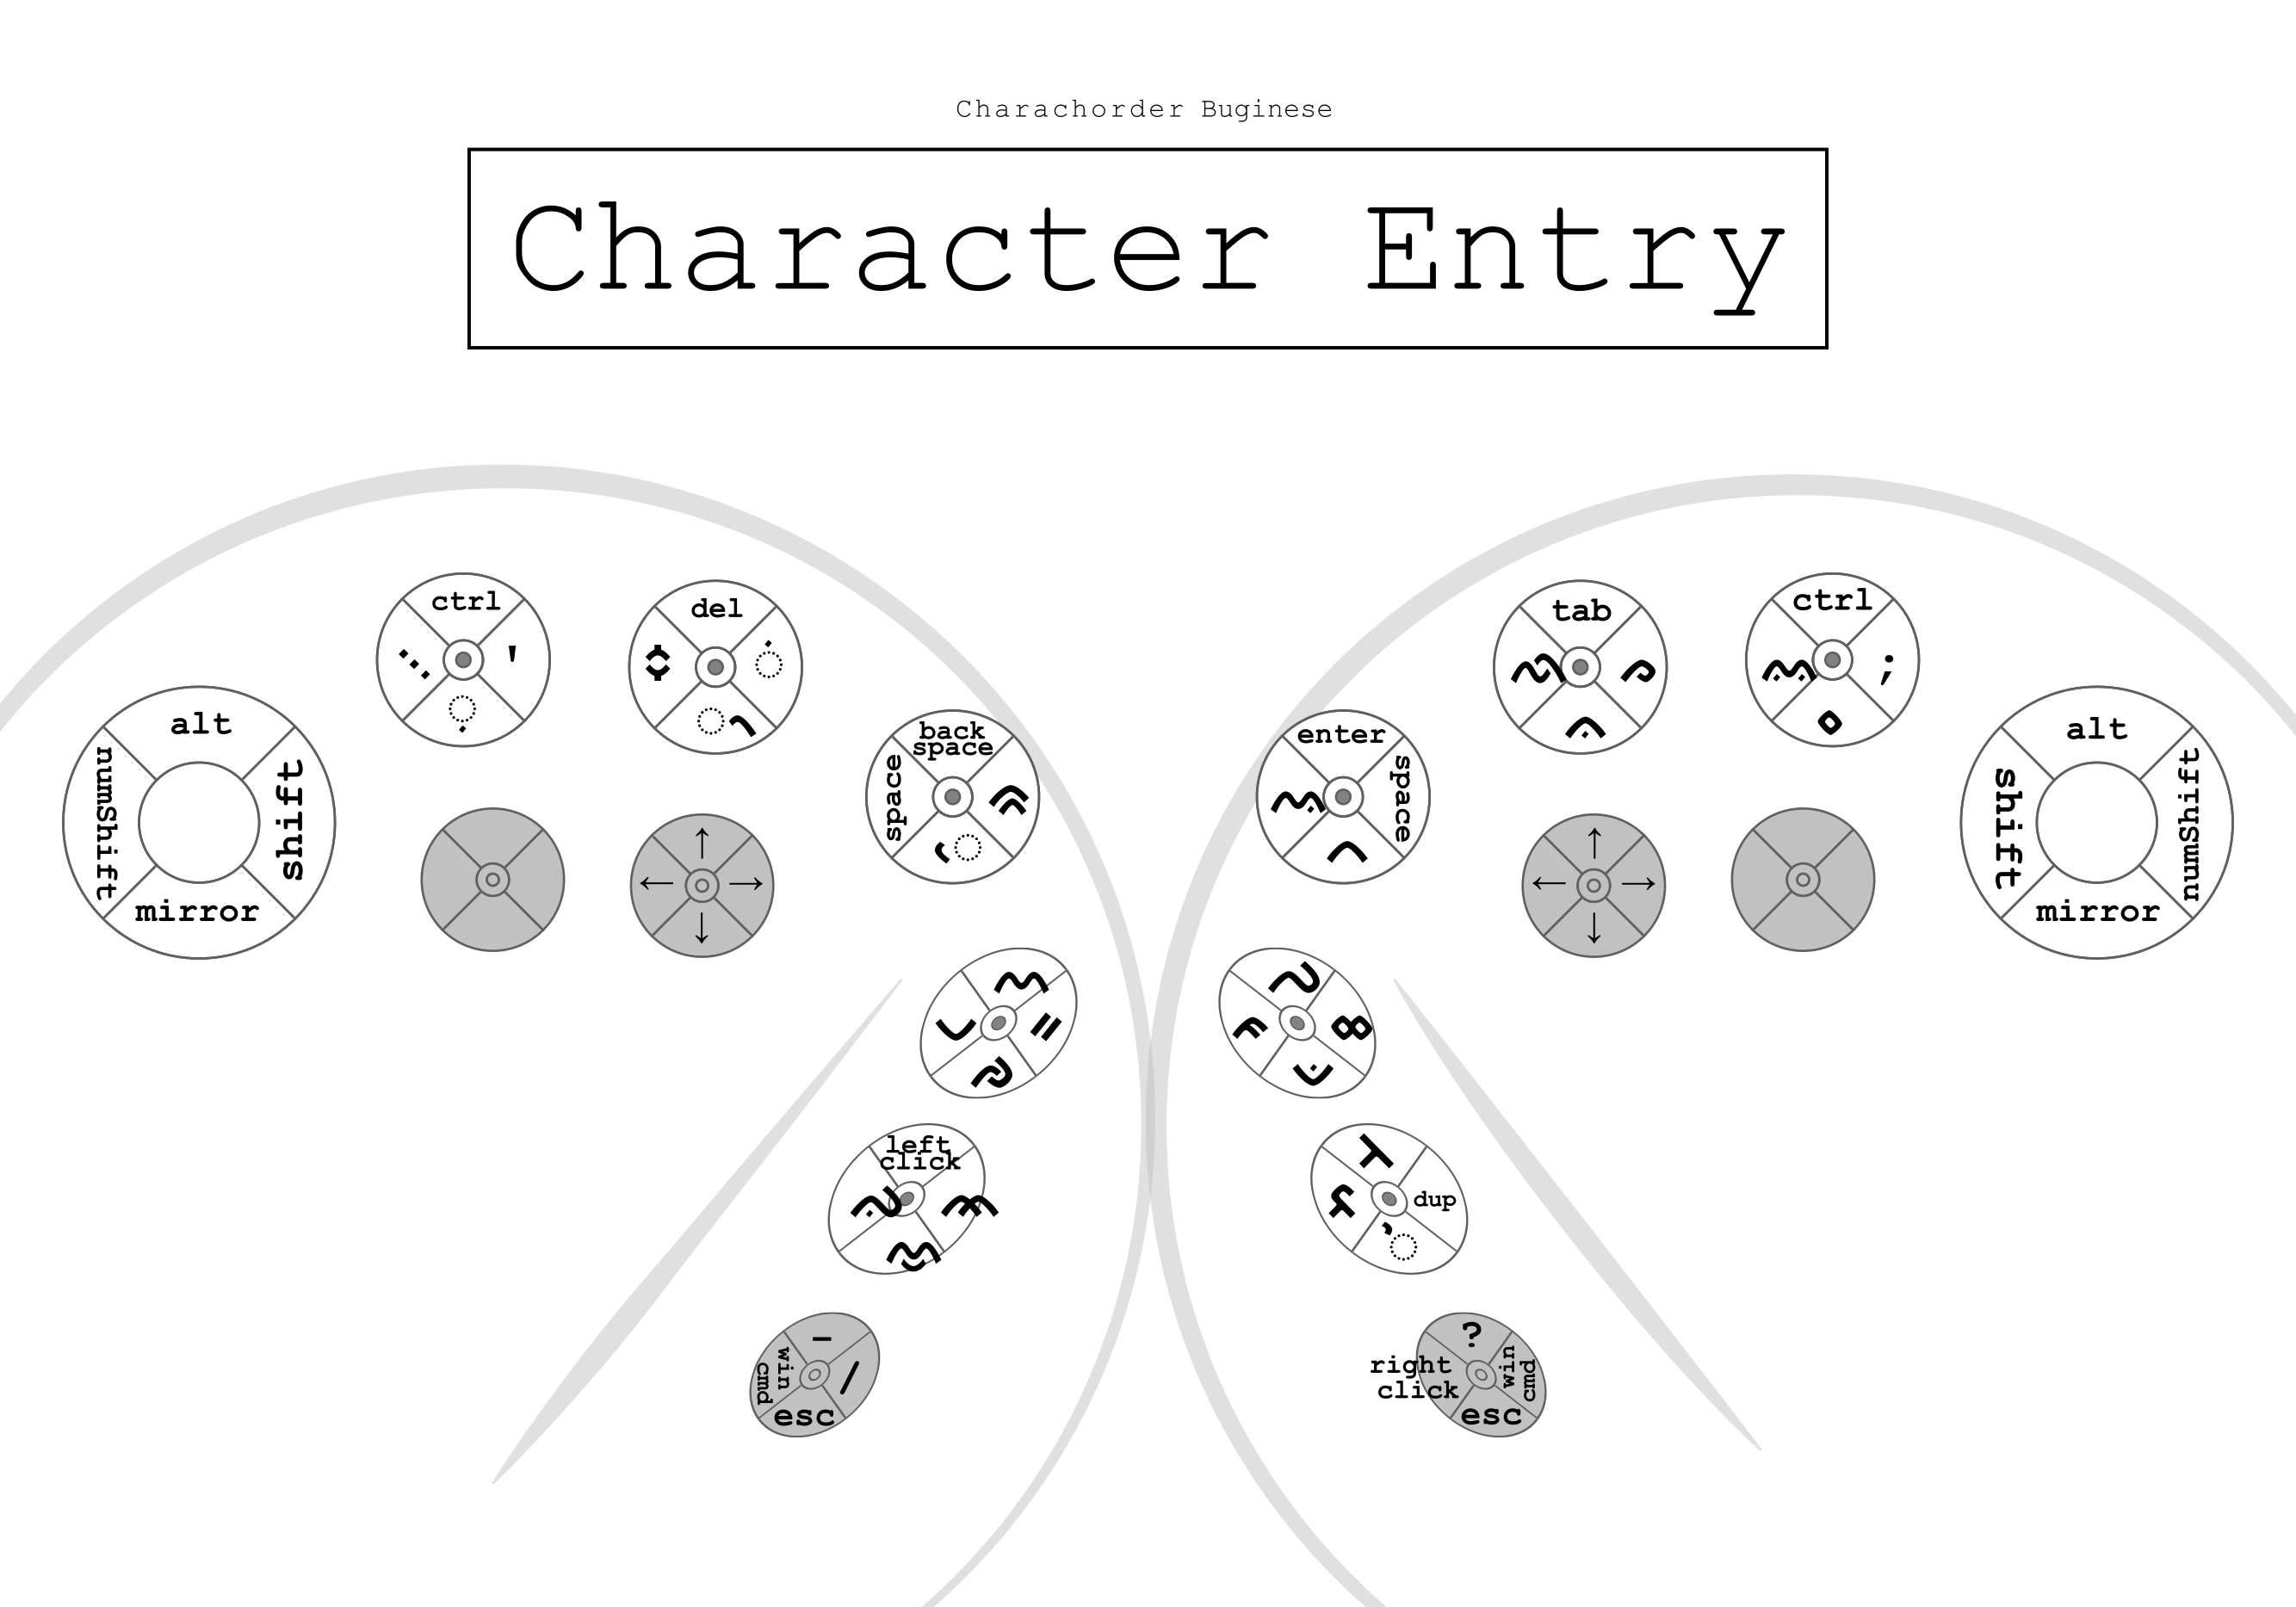 Charachorder Buginese
Character Entry
alt
numShift
shift
mirror
ctrl
᨞
'
◌ᨘ
del
᨟
◌ᨗ
◌ᨚ
back
space
space
ᨖ
◌ᨙ
enter
space
ᨈ
tab
ᨊ
ctrl
;
ᨔ
alt
shift
numShift
mirror
↑
←
→
↓
↑
←
→
↓
ᨆ
ᨀ
left
click
dup
◌ᨛ
-
win
cmd
/
esc
?
right
click
win
cmd
esc